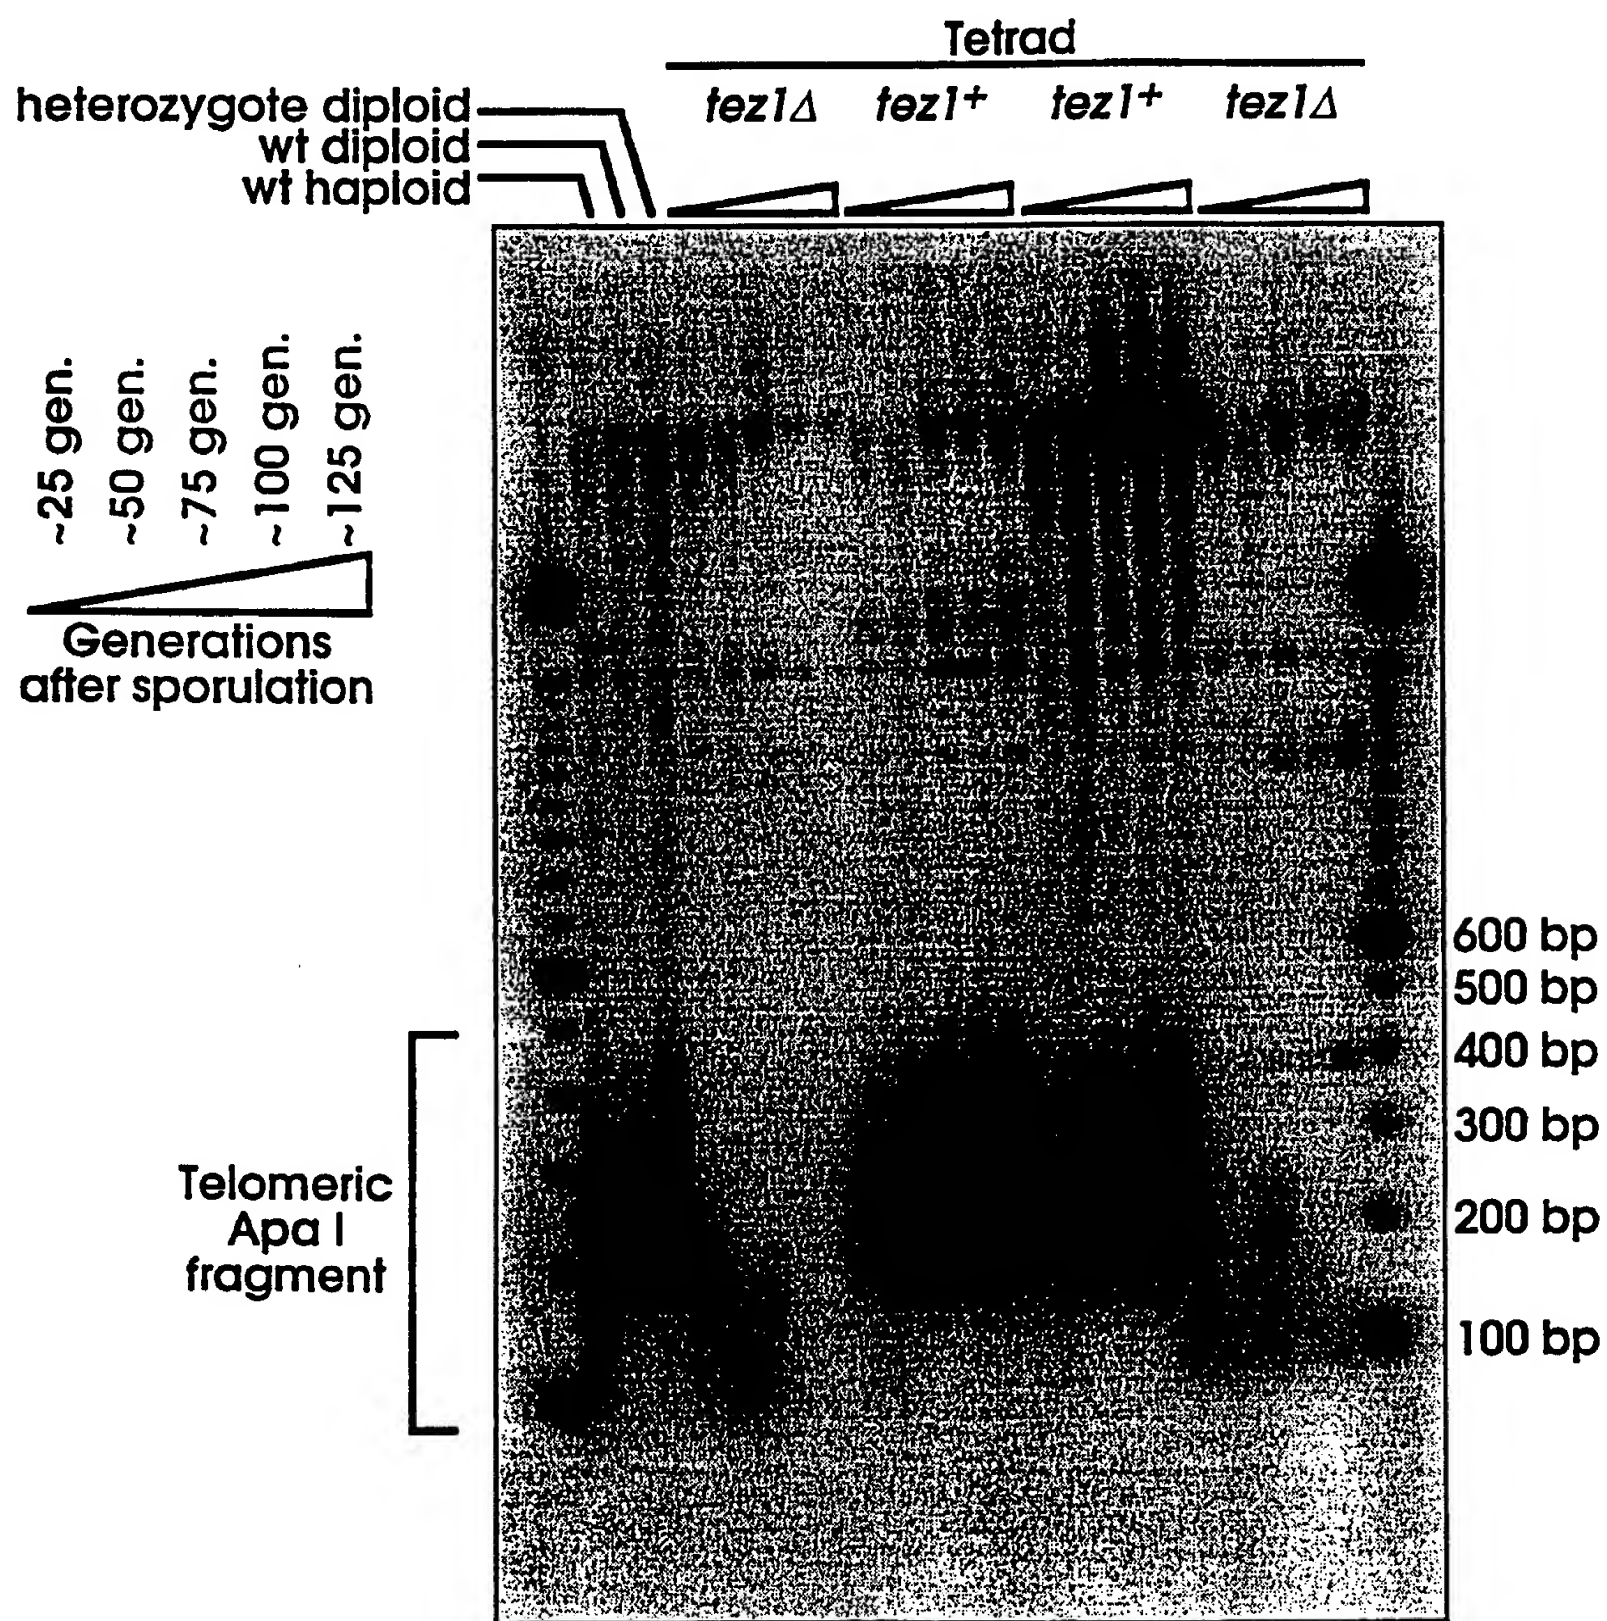 Tetrad
tez1Δ tez1+ tez1+ tez1Δ
heterozygote diploid
wt diploid
wt haploid
~25 gen.
~50 gen.
~75 gen.
~100 gen.
~125 gen.
Generations
after sporulation
600 bp
500 bp
400 bp
300 bp
200 bp
100 bp
Telomeric
Apa I
fragment